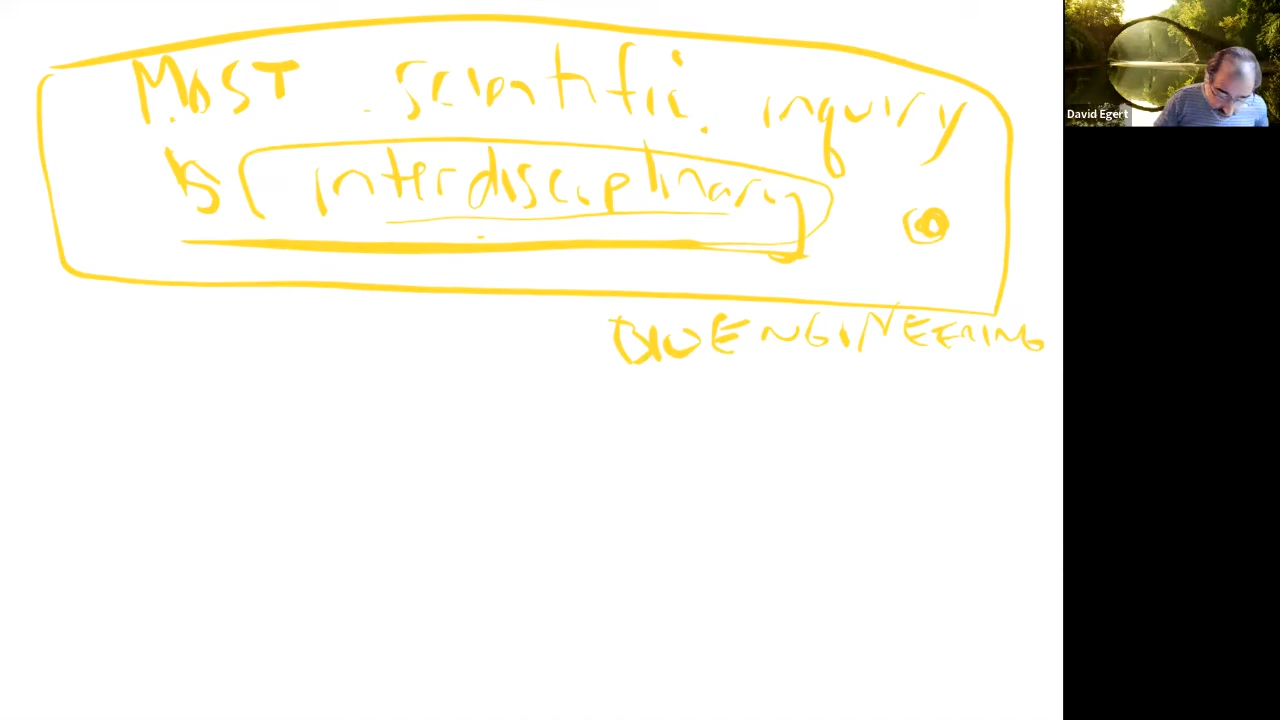 MOST scientific inquiry
is interdisciplinary
BIOENGINEERING
David Egert